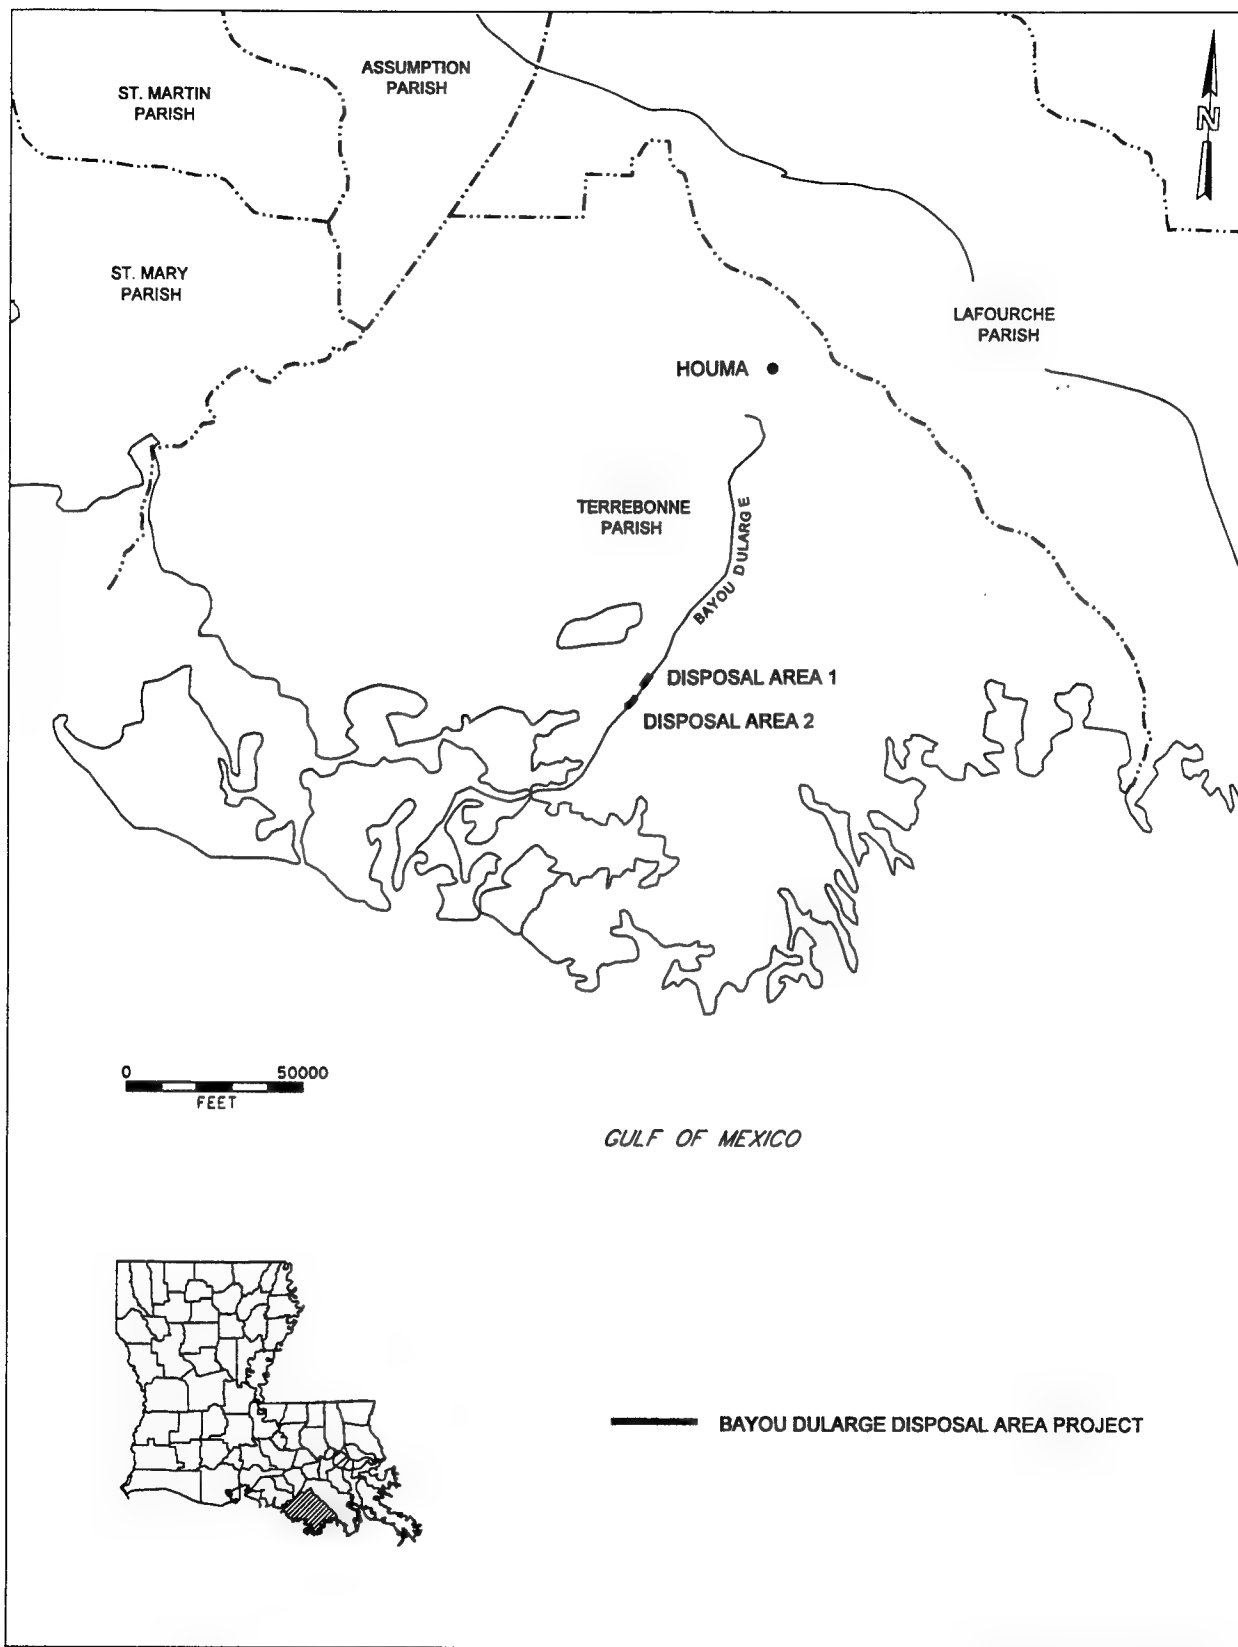 ASSUMPTION
PARISH
ST. MARTIN
PARISH
N
ST. MARY
PARISH
LAFOURCHE
PARISH
HOUMA
TERREBONNE
PARISH
BAYOU DULARGE
DISPOSAL AREA 1
DISPOSAL AREA 2
0 50000
FEET
GULF OF MEXICO
BAYOU DULARGE DISPOSAL AREA PROJECT